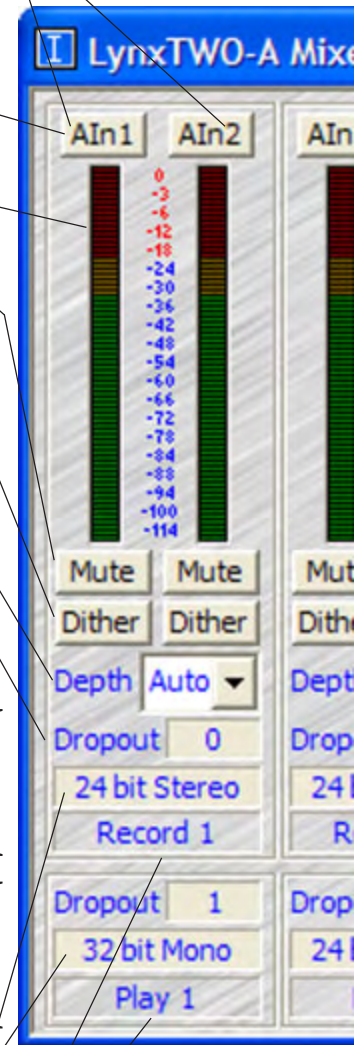 LynxTWO-A Mixe
AIn1 AIn2 AIn
0
-3
-6
-12
-18
-24
-30
-36
-42
-48
-54
-60
-66
-72
-78
-84
-88
-94
-100
-114
Mute Mute Mut
Dither Dither Dithe
Depth Auto Dept
Dropout 0 Drop
24 bit Stereo 24
Record 1 R
Dropout 1 Drop
32 bit Mono 24
Play 1